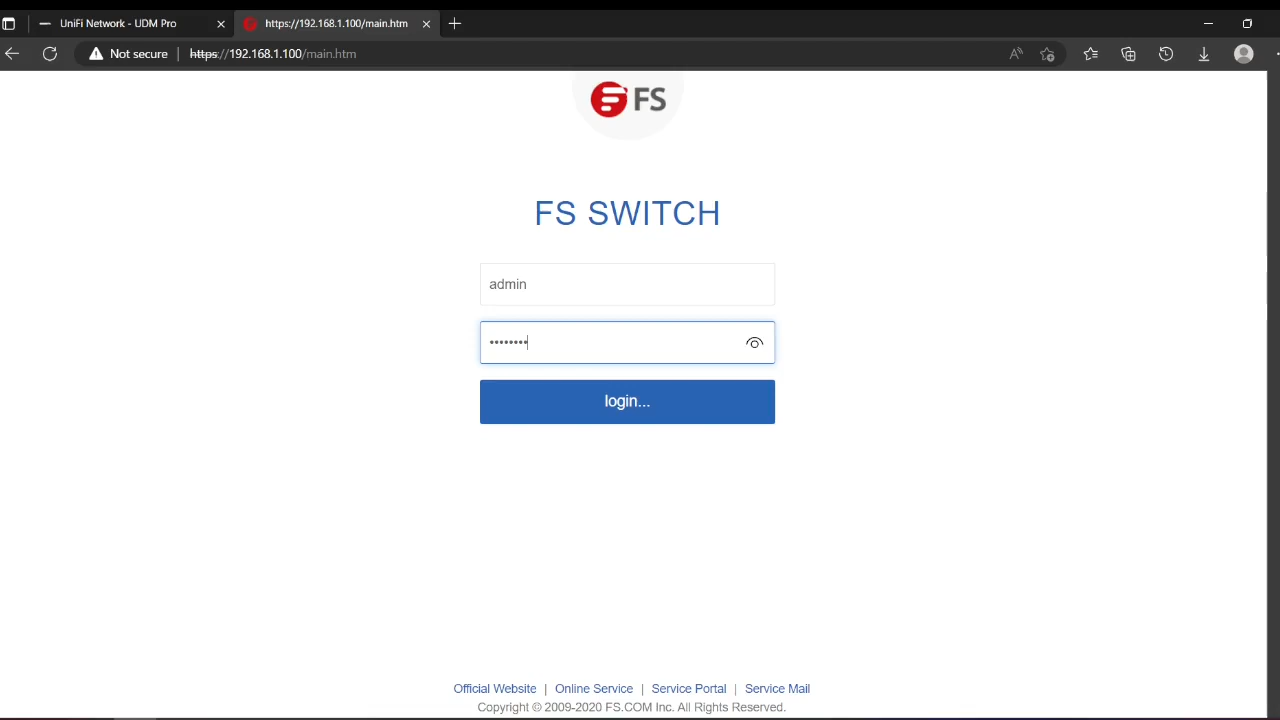 UniFi Network - UDM Pro
https://192.168.1.100/main.htm
Not secure | https://192.168.1.100/main.htm
FS
FS SWITCH
admin
••••••••
login...
Official Website | Online Service | Service Portal | Service Mail
Copyright © 2009-2020 FS.COM Inc. All Rights Reserved.